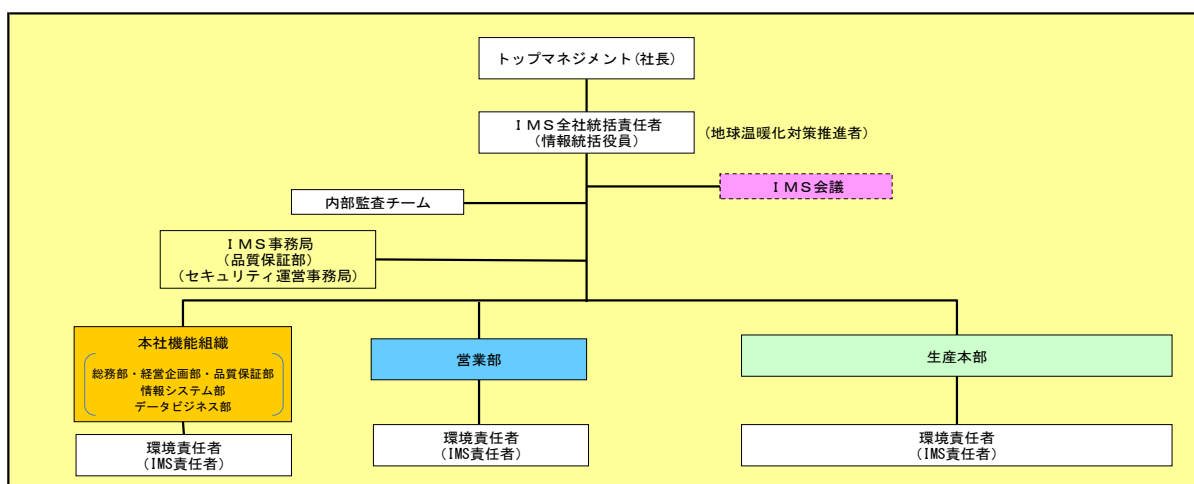 トップマネジメント(社長)
ＩＭＳ全社統括責任者
(情報統括役員)
(地球温暖化対策推進者)
ＩＭＳ会議
内部監査チーム
ＩＭＳ事務局
(品質保証部)
(セキュリティ運営事務局)
本社機能組織
総務部・経営企画部・品質保証部
情報システム部
データビジネス部
営業部
生産本部
環境責任者
(IMS責任者)
環境責任者
(IMS責任者)
環境責任者
(IMS責任者)